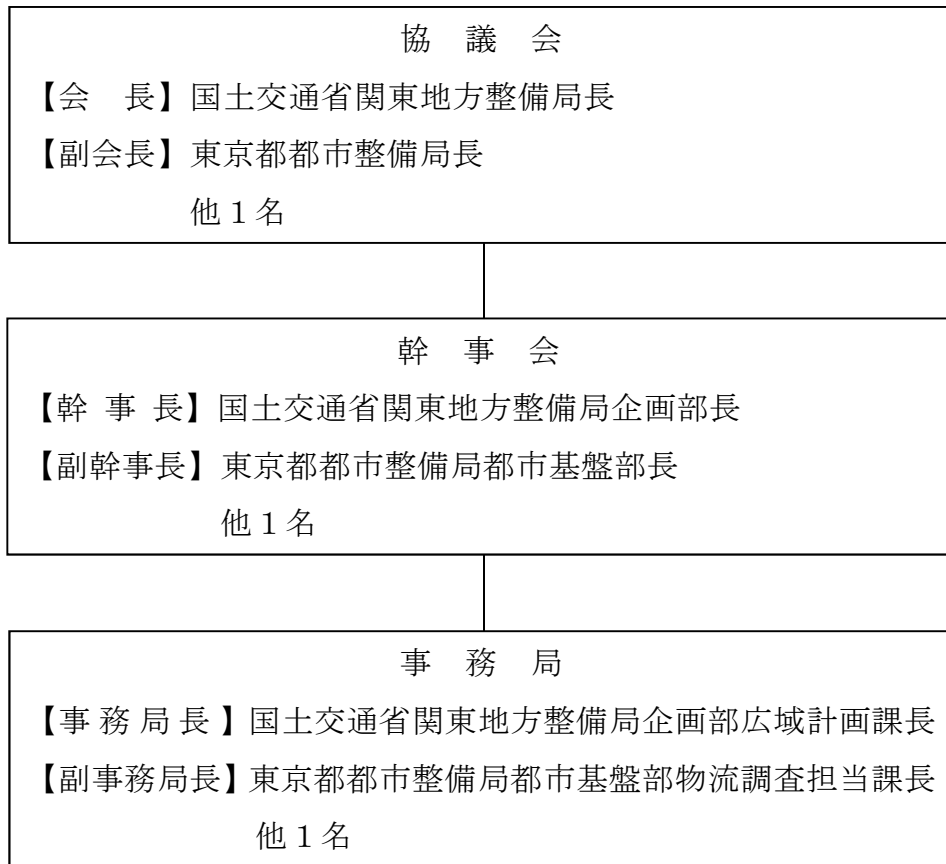 協 議 会
【会 長】国土交通省関東地方整備局長
【副会長】東京都都市整備局長
他1名
幹 事 会
【幹 事 長】国土交通省関東地方整備局企画部長
【副幹事長】東京都都市整備局都市基盤部長
他1名
事 務 局
【事務局長】国土交通省関東地方整備局企画部広域計画課長
【副事務局長】東京都都市整備局都市基盤部物流調査担当課長
他1名